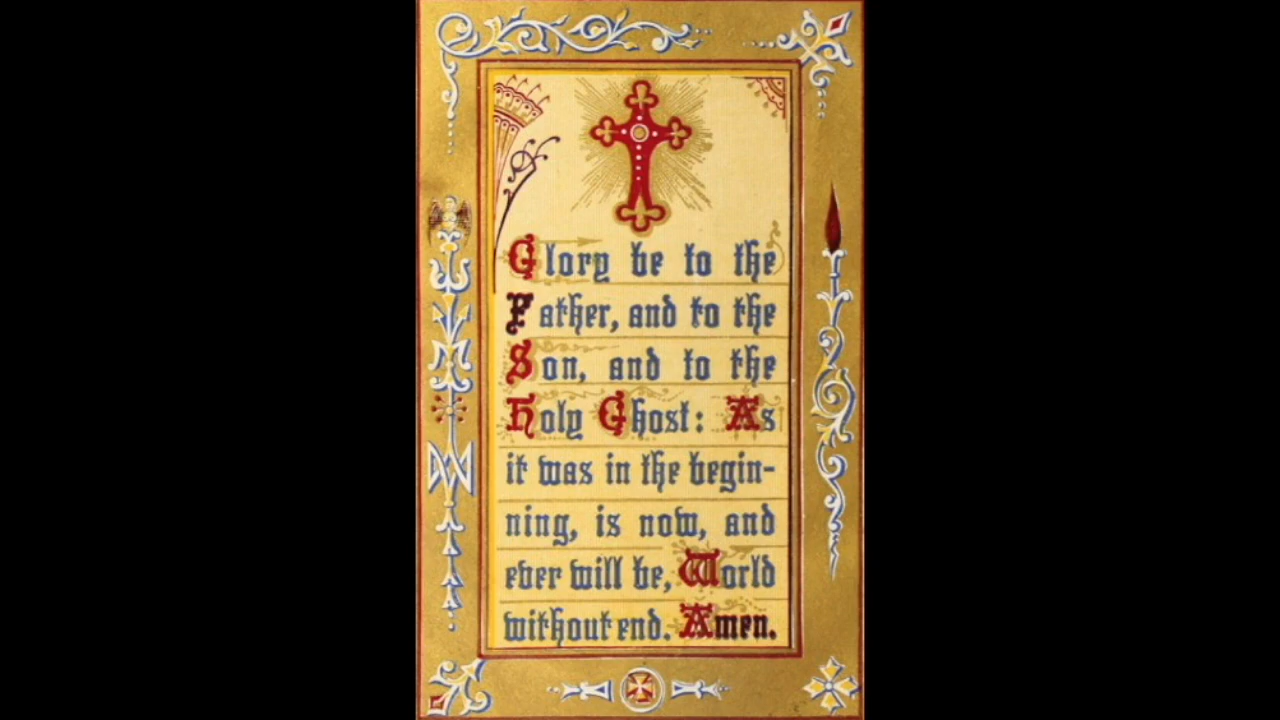 Glory be to the
Father, and to the
Son, and to the
Holy Ghost: As
it was in the begin-
ning, is now, and
ever will be, World
without end. Amen.